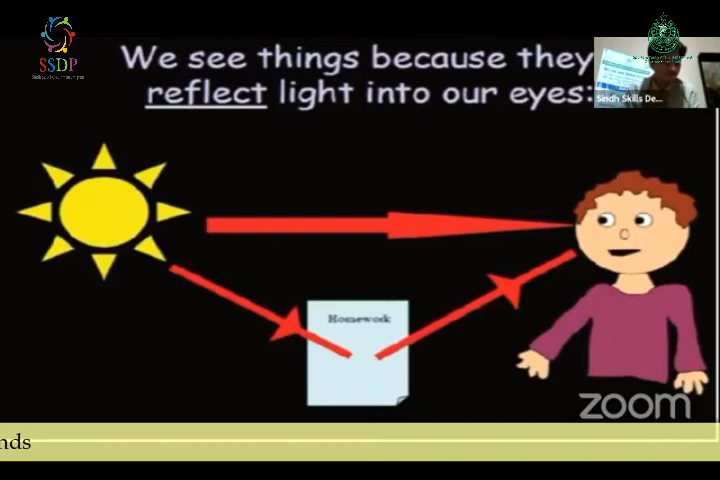 We see things because they
reflect light into our eyes:
SSDP
Sindh Skills De...
Homework
zoom
nds